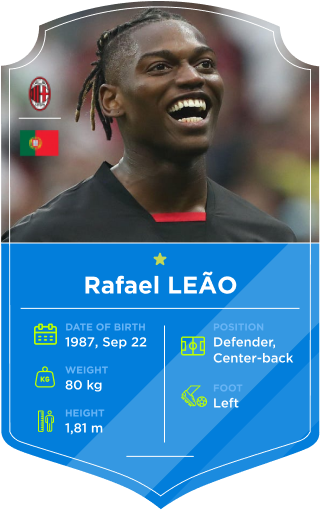 Rafael LEÃO
DATE OF BIRTH
1987, Sep 22
WEIGHT
KG
80 kg
HEIGHT
1,81 m
POSITION
Defender,
Center-back
FOOT
Left